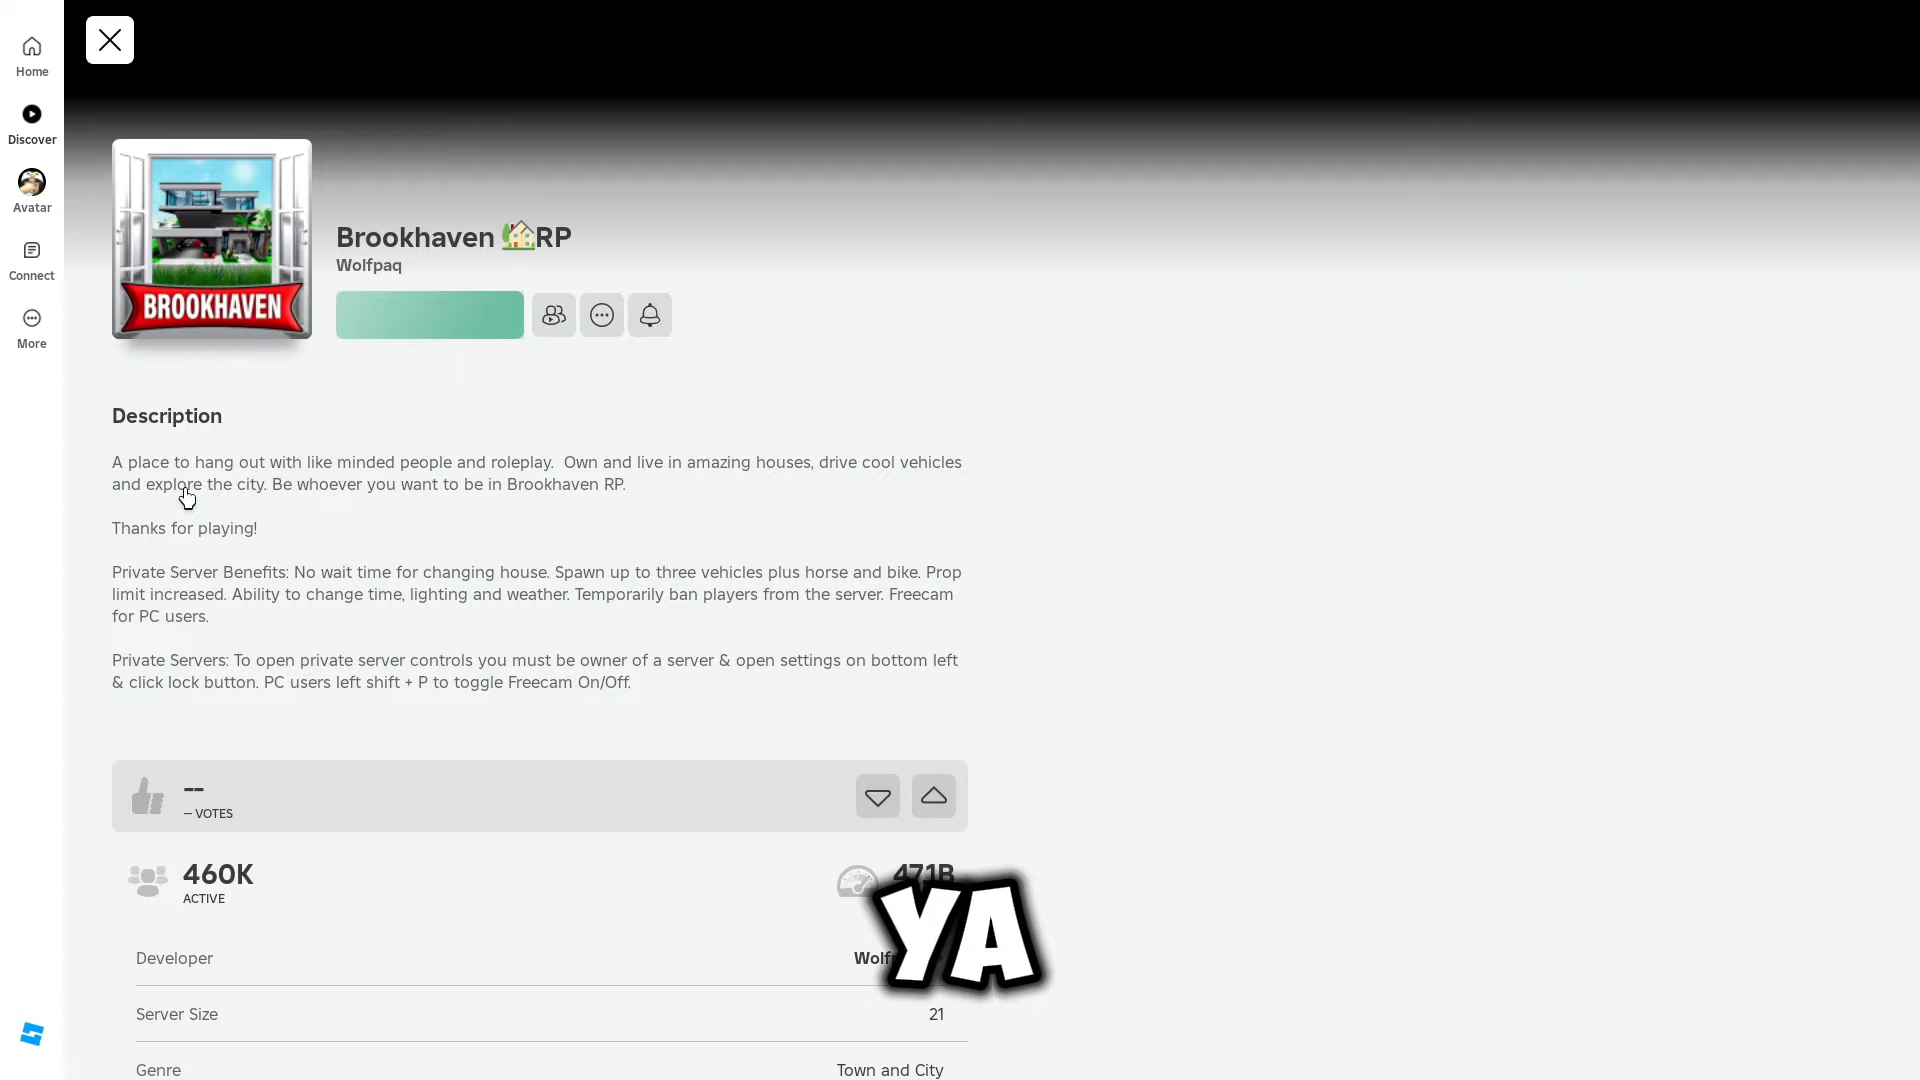 Home
Discover
Avatar
Connect
More
BROOKHAVEN
Brookhaven 🏡RP
Wolfpaq
Description
A place to hang out with like minded people and roleplay.  Own and live in amazing houses, drive cool vehicles
and explore the city. Be whoever you want to be in Brookhaven RP.
Thanks for playing!
Private Server Benefits: No wait time for changing house. Spawn up to three vehicles plus horse and bike. Prop
limit increased. Ability to change time, lighting and weather. Temporarily ban players from the server. Freecam
for PC users.
Private Servers: To open private server controls you must be owner of a server & open settings on bottom left
& click lock button. PC users left shift + P to toggle Freecam On/Off.
--
– VOTES
460K
ACTIVE
471B
YA
Developer
Server Size 21
Genre Town and City